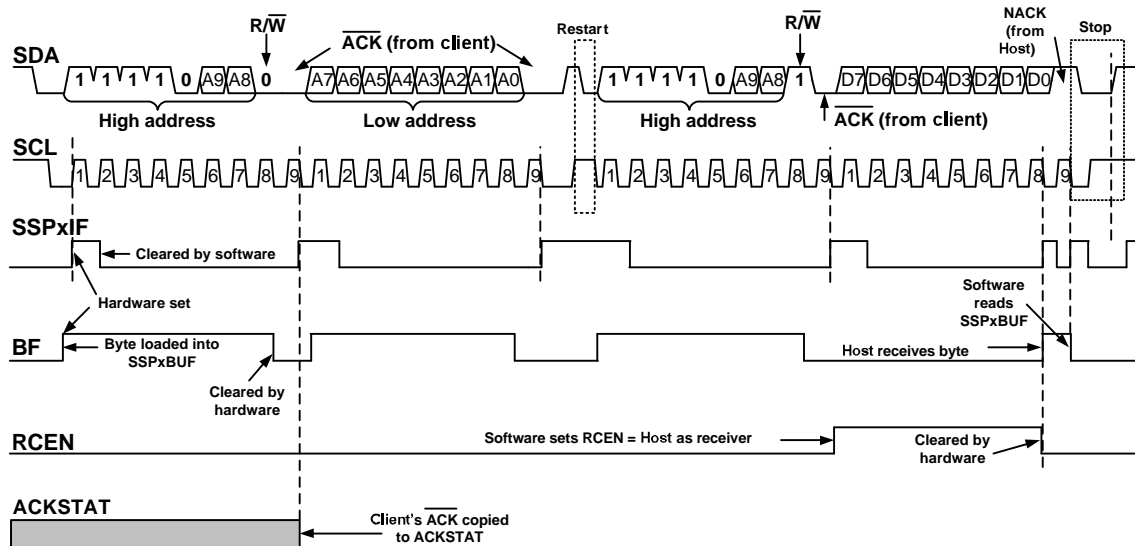 R/W
ACK (from client)
Restart
R/W
NACK
(from
Host)
Stop
SDA
1 1 1 1 0 A9 A8 0 A7 A6 A5 A4 A3 A2 A1 A0 1 1 1 1 0 A9 A8 1 D7 D6 D5 D4 D3 D2 D1 D0
High address
Low address
High address
ACK (from client)
SCL
1 2 3 4 5 6 7 8 9 1 2 3 4 5 6 7 8 9 1 2 3 4 5 6 7 8 9 1 2 3 4 5 6 7 8 9
SSPxIF
Cleared by software
Hardware set
Software
reads
SSPxBUF
BF
Byte loaded into
SSPxBUF
Host receives byte
Cleared by
hardware
RCEN
Software sets RCEN = Host as receiver
Cleared by
hardware
ACKSTAT
Client's ACK copied
to ACKSTAT